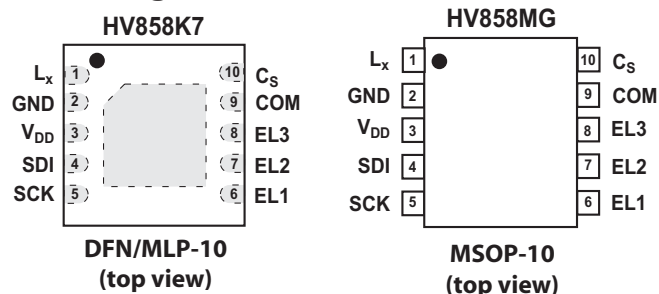 HV858K7
Lx 1
GND 2
VDD 3
SDI 4
SCK 5
10 CS
9 COM
8 EL3
7 EL2
6 EL1
DFN/MLP-10
(top view)
HV858MG
Lx 1
GND 2
VDD 3
SDI 4
SCK 5
10 CS
9 COM
8 EL3
7 EL2
6 EL1
MSOP-10
(top view)